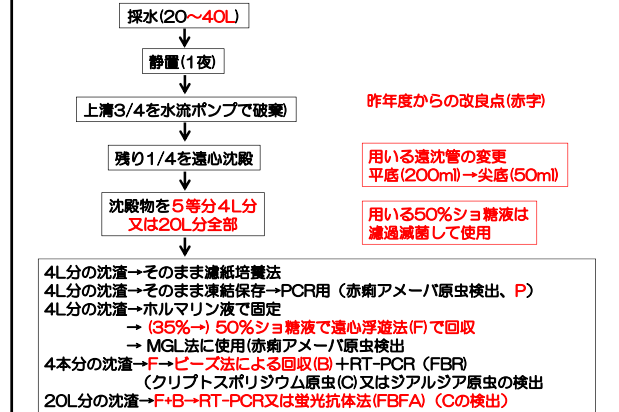 採水(20～40L)
静置(1夜)
上清3/4を水流ポンプで破棄)
昨年度からの改良点(赤字)
残り1/4を遠心沈殿
用いる遠沈管の変更
平底(200ml)→尖底(50ml)
沈殿物を５等分４L分
又は20L分全部
用いる50%ショ糖液は
濾過滅菌して使用
4L分の沈渣→そのまま濾紙培養法
4L分の沈渣→そのまま凍結保存→PCR用（赤痢アメーバ原虫検出、P）
4L分の沈渣→ホルマリン液で固定
→ (35%→) 50%ショ糖液で遠心浮遊法(F)で回収
→ MGL法に使用(赤痢アメーバ原虫検出
4本分の沈渣→F→ビーズ法による回収(B)＋RT-PCR（FBR)
（クリプトスポリジウム原虫(C)又はジアルジア原虫の検出
20L分の沈渣→F+B→RT-PCR又は蛍光抗体法(FBFA)（Cの検出）